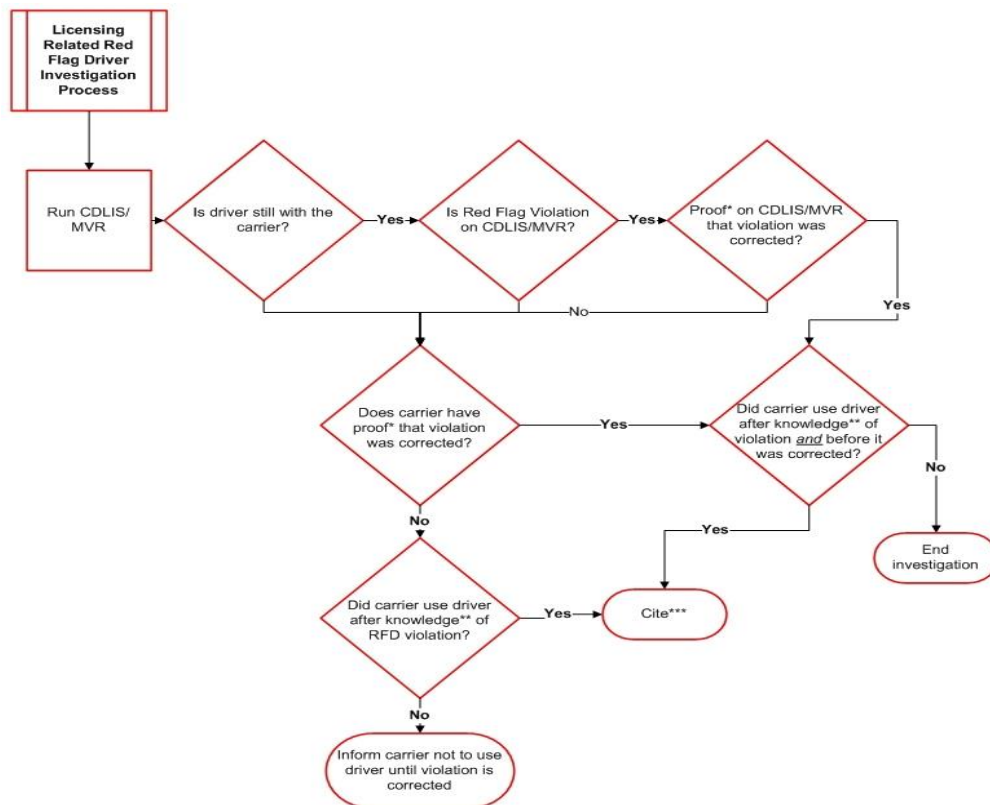 Licensing
Related Red
Flag Driver
Investigation
Process
Run CDLIS/
MVR
Is driver still with the
carrier?
Yes
Is Red Flag Violation
on CDLIS/MVR?
Yes
Proof* on CDLIS/MVR
that violation was
corrected?
Yes
No
Does carrier have
proof* that violation
was corrected?
Yes
Did carrier use driver
after knowledge** of
violation and before it
was corrected?
No
Yes
No
End
investigation
Did carrier use driver
after knowledge** of
RFD violation?
Yes
Cite***
No
Inform carrier not to use
driver until violation is
corrected